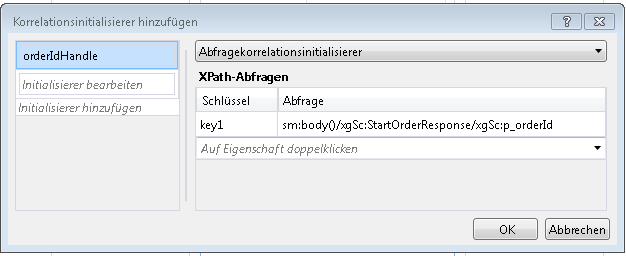 Korrelationsinitialisierer hinzufügen
?
orderIdHandle
Initialisierer bearbeiten
Initialisierer hinzufügen
Abfragekorrelationsinitialisierer
XPath-Abfragen
Schlüssel Abfrage
key1 sm:body()/xgSc:StartOrderResponse/xgSc:p_orderId
Auf Eigenschaft doppelklicken
OK Abbrechen